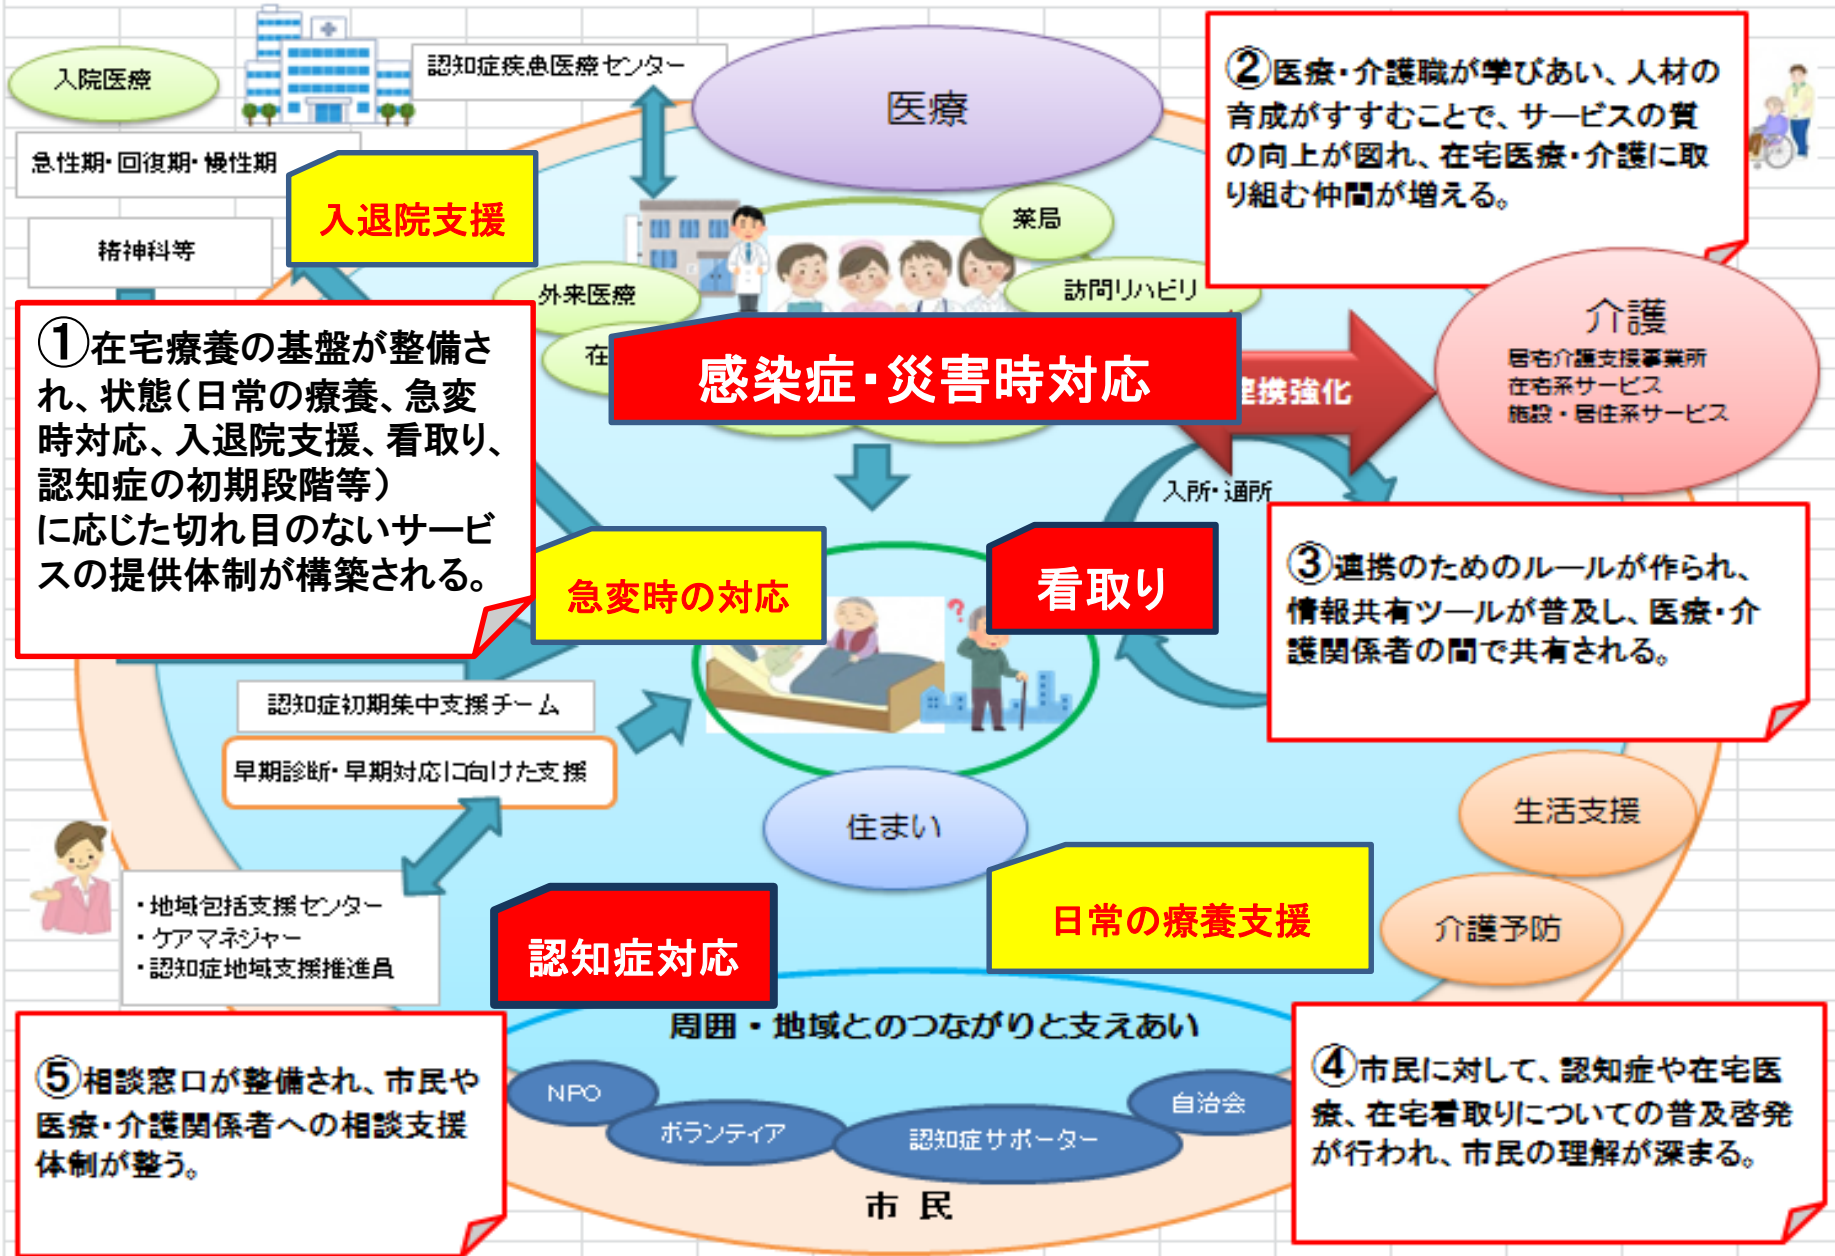 入院医療
認知症疾患医療センター
医療
②医療・介護職が学びあい、人材の
育成がすすむことで、サービスの質
の向上が図れ、在宅医療・介護に取
り組む仲間が増える。
急性期・回復期・慢性期
入退院支援
薬局
精神科等
外来医療
訪問リハビリ
介護
居宅介護支援事業所
在宅系サービス
施設・居住系サービス
①在宅療養の基盤が整備さ
れ、状態（日常の療養、急変
時対応、入退院支援、看取り、
認知症の初期段階等）
に応じた切れ目のないサービ
スの提供体制が構築される。
在
感染症・災害時対応
携強化
入所・通所
急変時の対応
看取り
?
③連携のためのルールが作られ、
情報共有ツールが普及し、医療・介
護関係者の間で共有される。
認知症初期集中支援チーム
早期診断・早期対応に向けた支援
住まい
生活支援
・地域包括支援センター
・ケアマネジャー
・認知症地域支援推進員
認知症対応
日常の療養支援
介護予防
周囲・地域とのつながりと支えあい
⑤相談窓口が整備され、市民や
医療・介護関係者への相談支援
体制が整う。
NPO
ボランティア
認知症サポーター
自治会
④市民に対して、認知症や在宅医
療、在宅看取りについての普及啓発
が行われ、市民の理解が深まる。
市 民